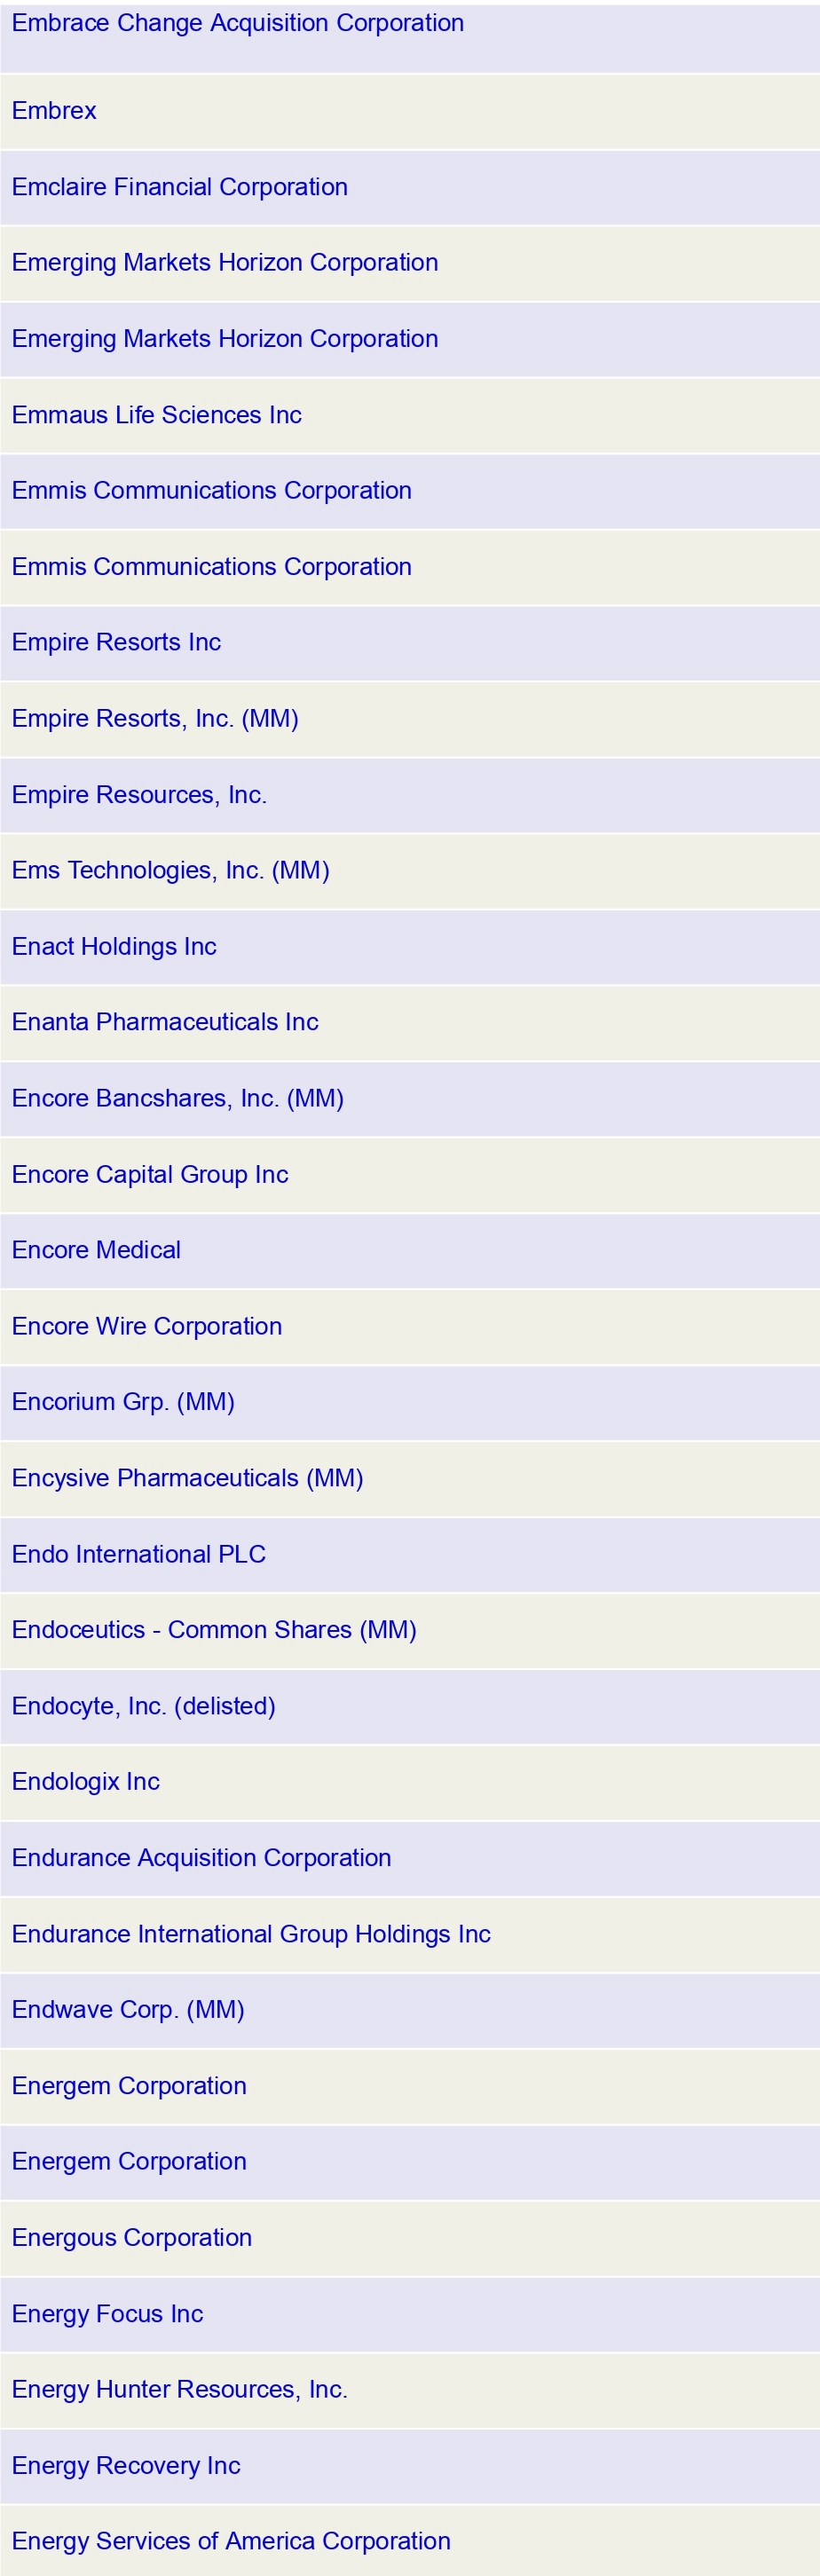 Embrace Change Acquisition Corporation
Embrex
Emclaire Financial Corporation
Emerging Markets Horizon Corporation
Emerging Markets Horizon Corporation
Emmaus Life Sciences Inc
Emmis Communications Corporation
Emmis Communications Corporation
Empire Resorts Inc
Empire Resorts, Inc. (MM)
Empire Resources, Inc.
Ems Technologies, Inc. (MM)
Enact Holdings Inc
Enanta Pharmaceuticals Inc
Encore Bancshares, Inc. (MM)
Encore Capital Group Inc
Encore Medical
Encore Wire Corporation
Encorium Grp. (MM)
Encysive Pharmaceuticals (MM)
Endo International PLC
Endoceutics - Common Shares (MM)
Endocyte, Inc. (delisted)
Endologix Inc
Endurance Acquisition Corporation
Endurance International Group Holdings Inc
Endwave Corp. (MM)
Energem Corporation
Energem Corporation
Energous Corporation
Energy Focus Inc
Energy Hunter Resources, Inc.
Energy Recovery Inc
Energy Services of America Corporation